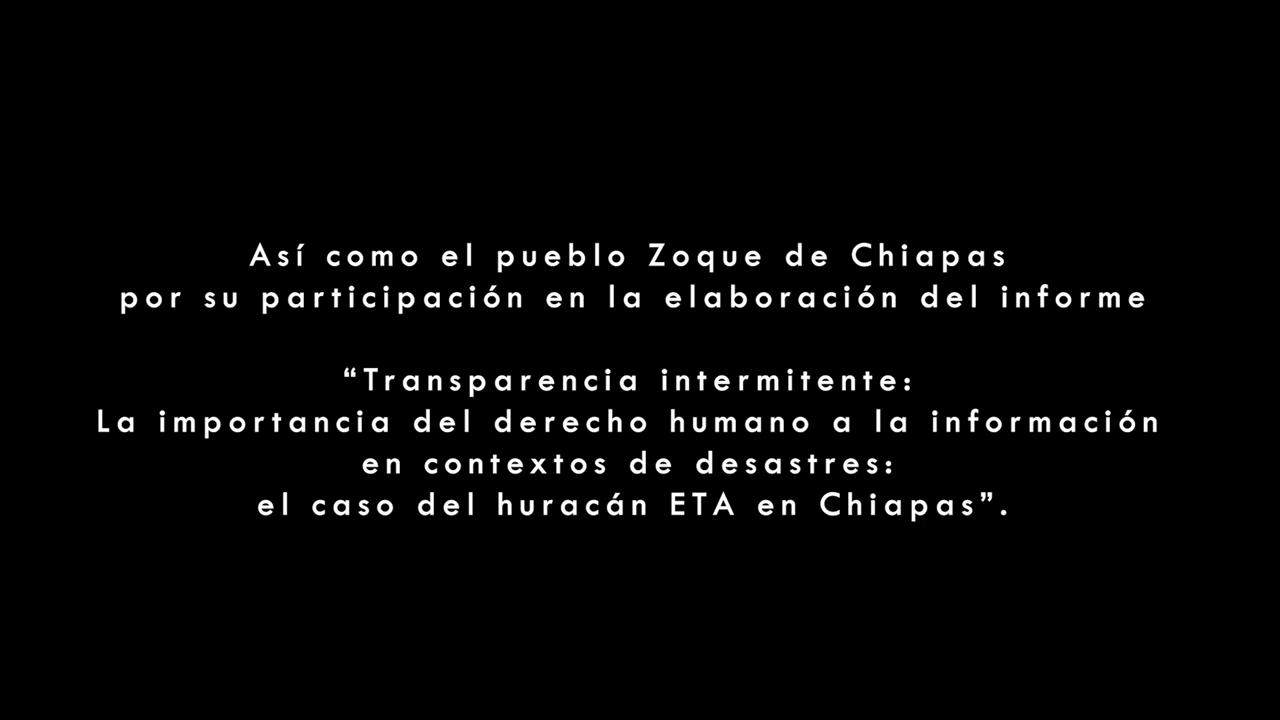 Así como el pueblo Zoque de Chiapas
por su participación en la elaboración del informe
“Transparencia intermitente:
La importancia del derecho humano a la información
en contextos de desastres:
el caso del huracán ETA en Chiapas”.